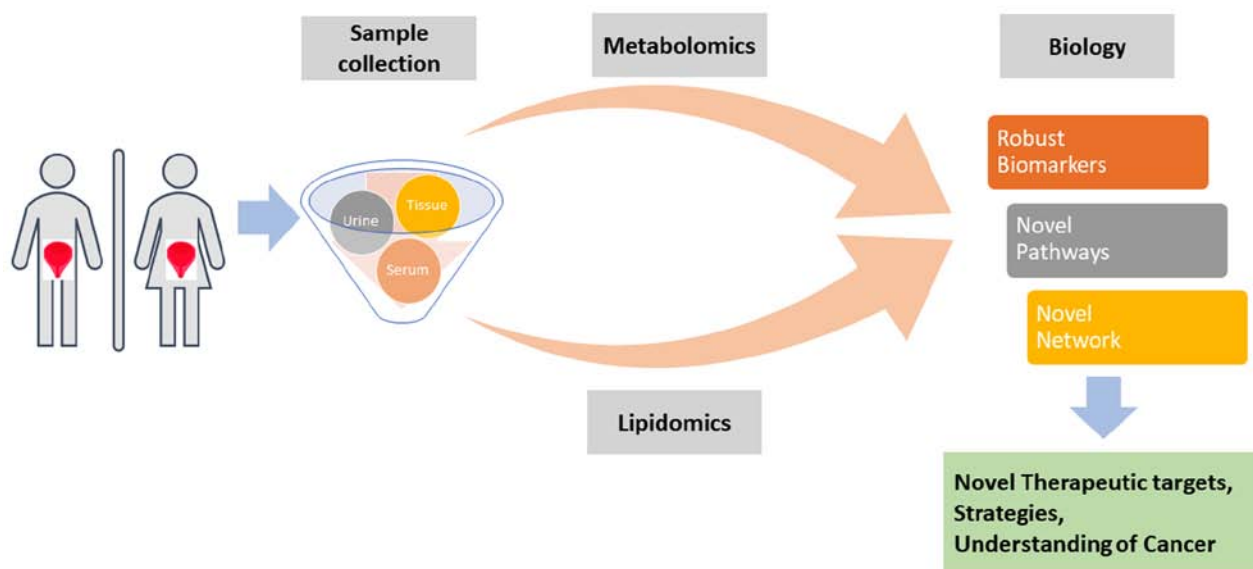 Sample
collection
Metabolomics
Biology
Urine
Tissue
Serum
Robust
Biomarkers
Novel
Pathways
Novel
Network
Lipidomics
Novel Therapeutic targets,
Strategies,
Understanding of Cancer